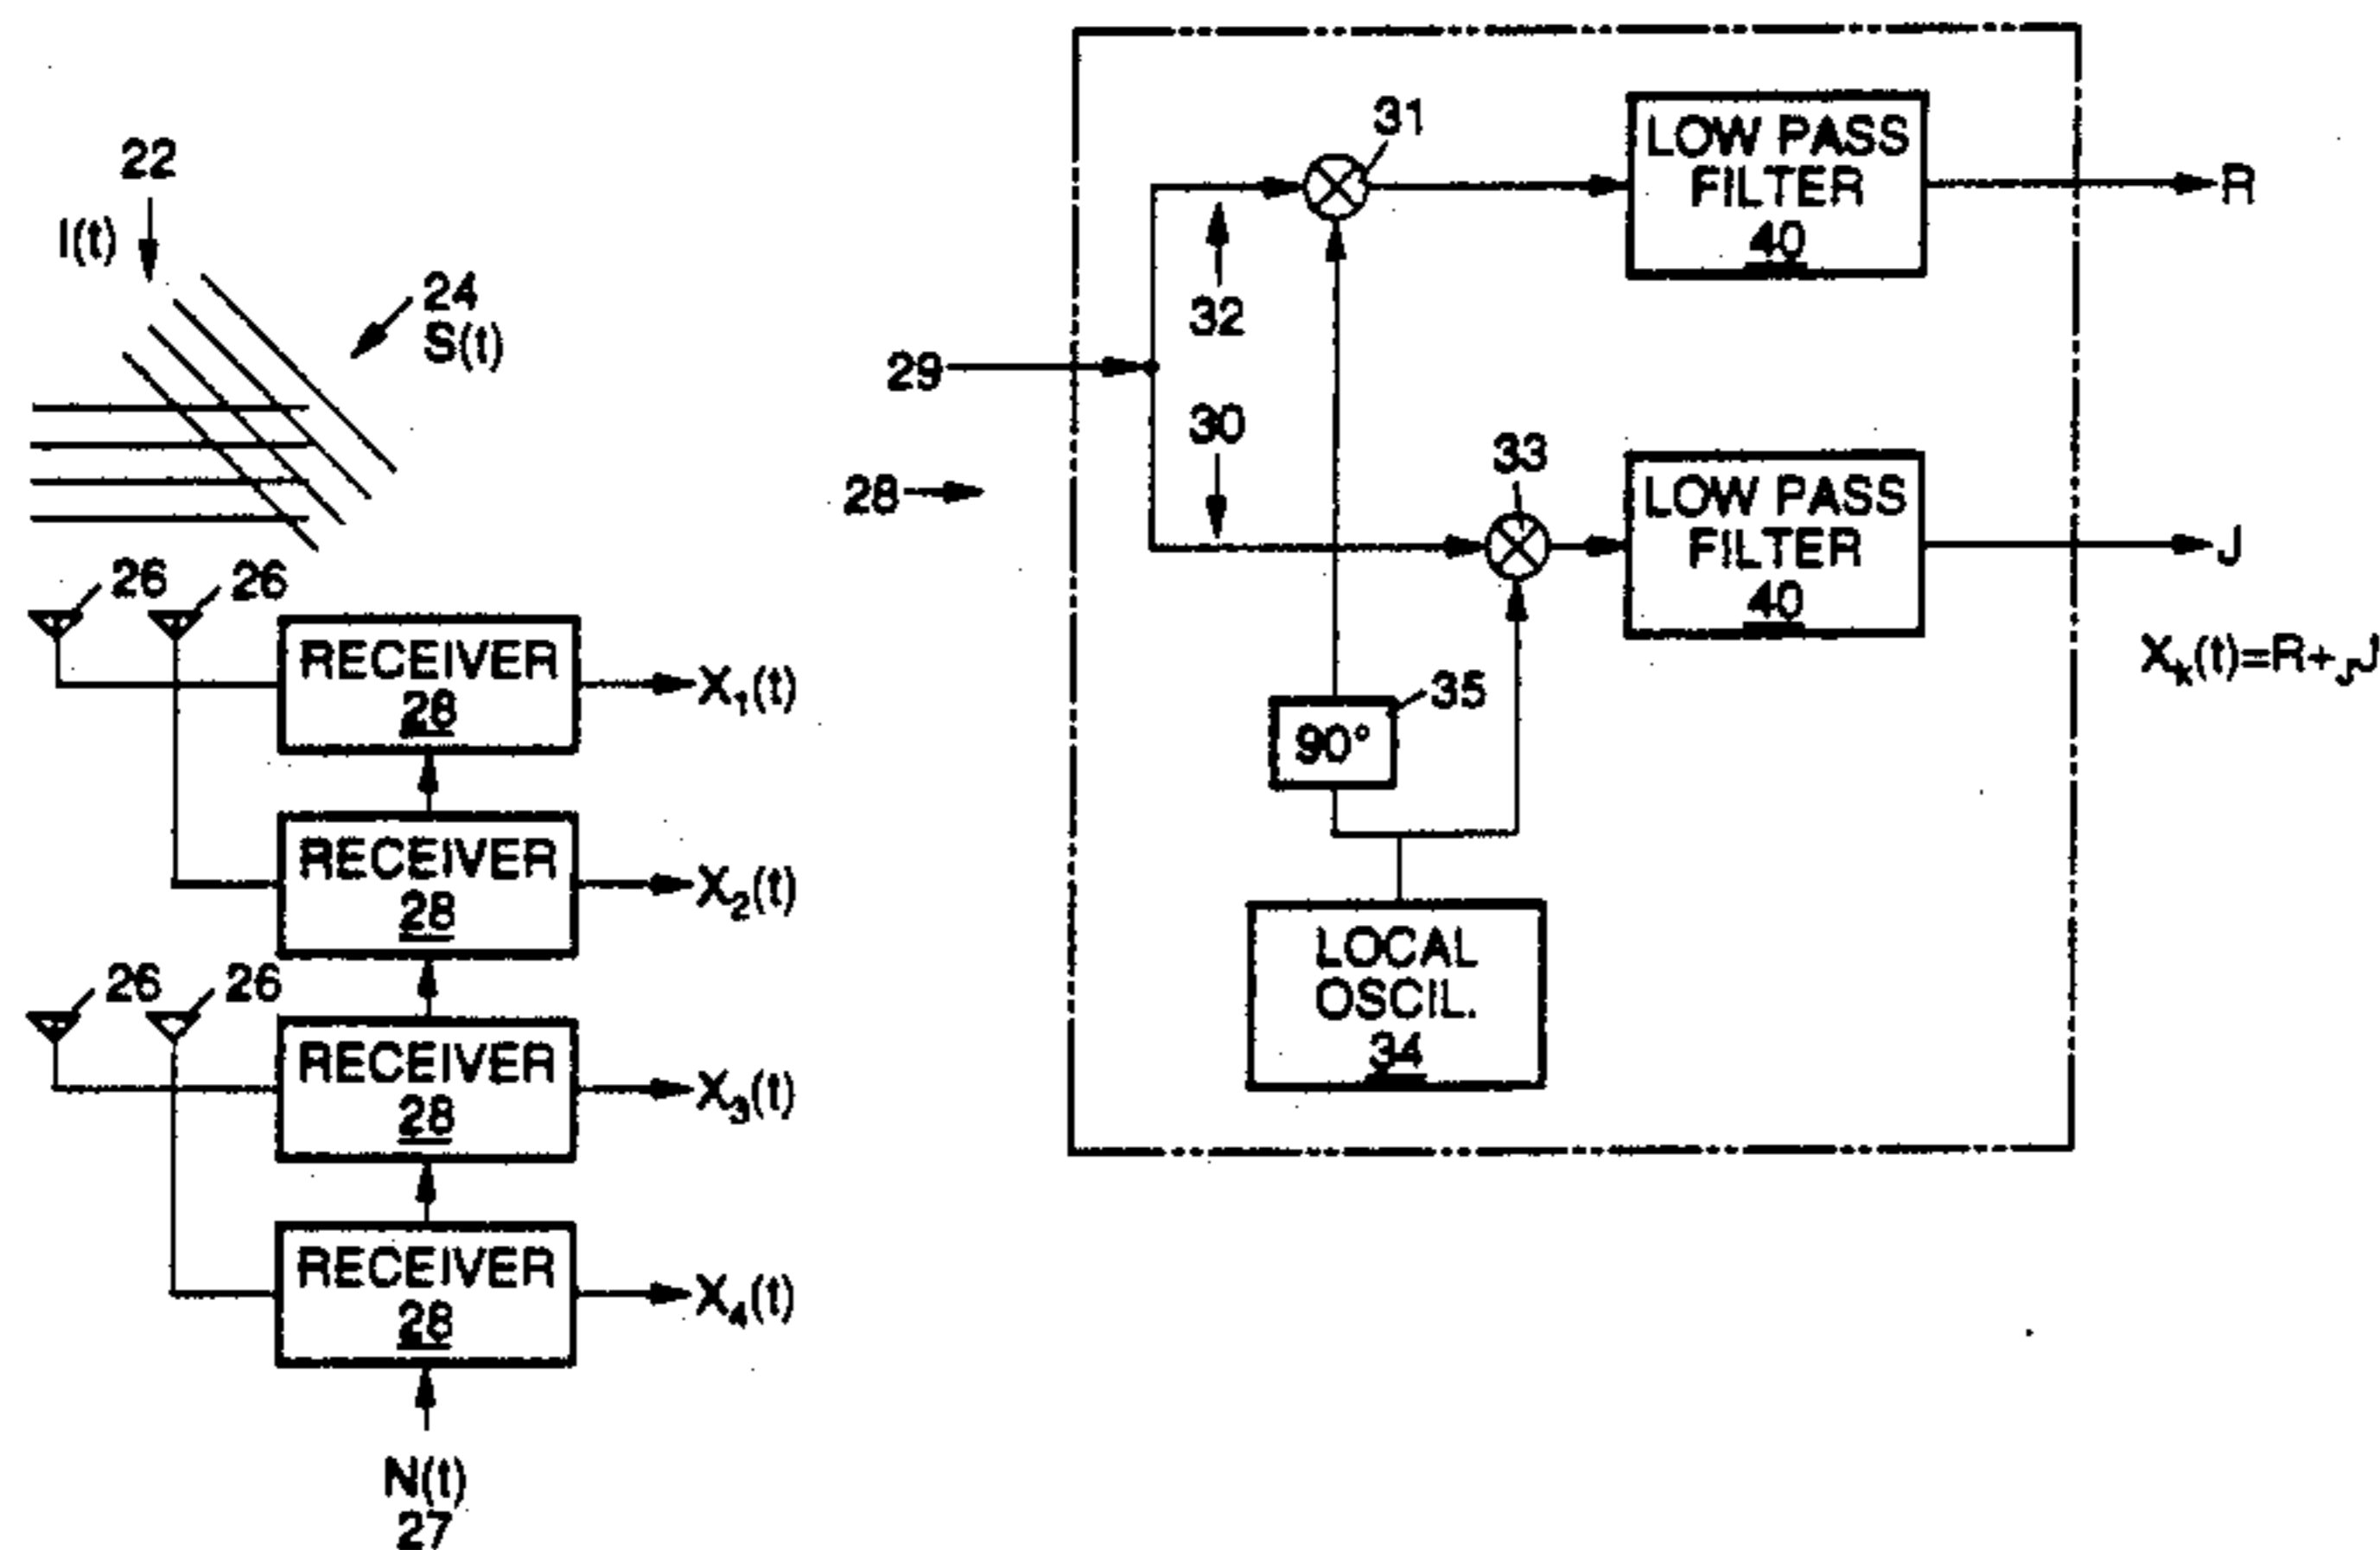 22
I(t)
24
S(t)
26
26
RECEIVER
28
X1(t)
RECEIVER
28
X2(t)
26
26
RECEIVER
28
X3(t)
RECEIVER
28
X4(t)
N(t)
27
31
LOW PASS
FILTER
40
R
32
29
30
28
33
LOW PASS
FILTER
40
J
Xk(t)=R+JJ
35
90°
LOCAL
OSCIL.
34